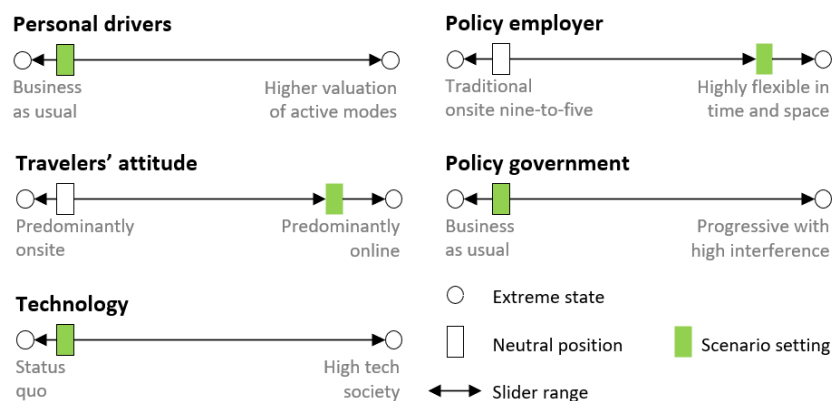 Personal drivers
Business
as usual
Higher valuation
of active modes
Policy employer
Traditional
onsite nine-to-five
Highly flexible in
time and space
Travelers’ attitude
Predominantly
onsite
Predominantly
online
Policy government
Business
as usual
Progressive with
high interference
Technology
Status
quo
High tech
society
Extreme state
Neutral position
Scenario setting
Slider range